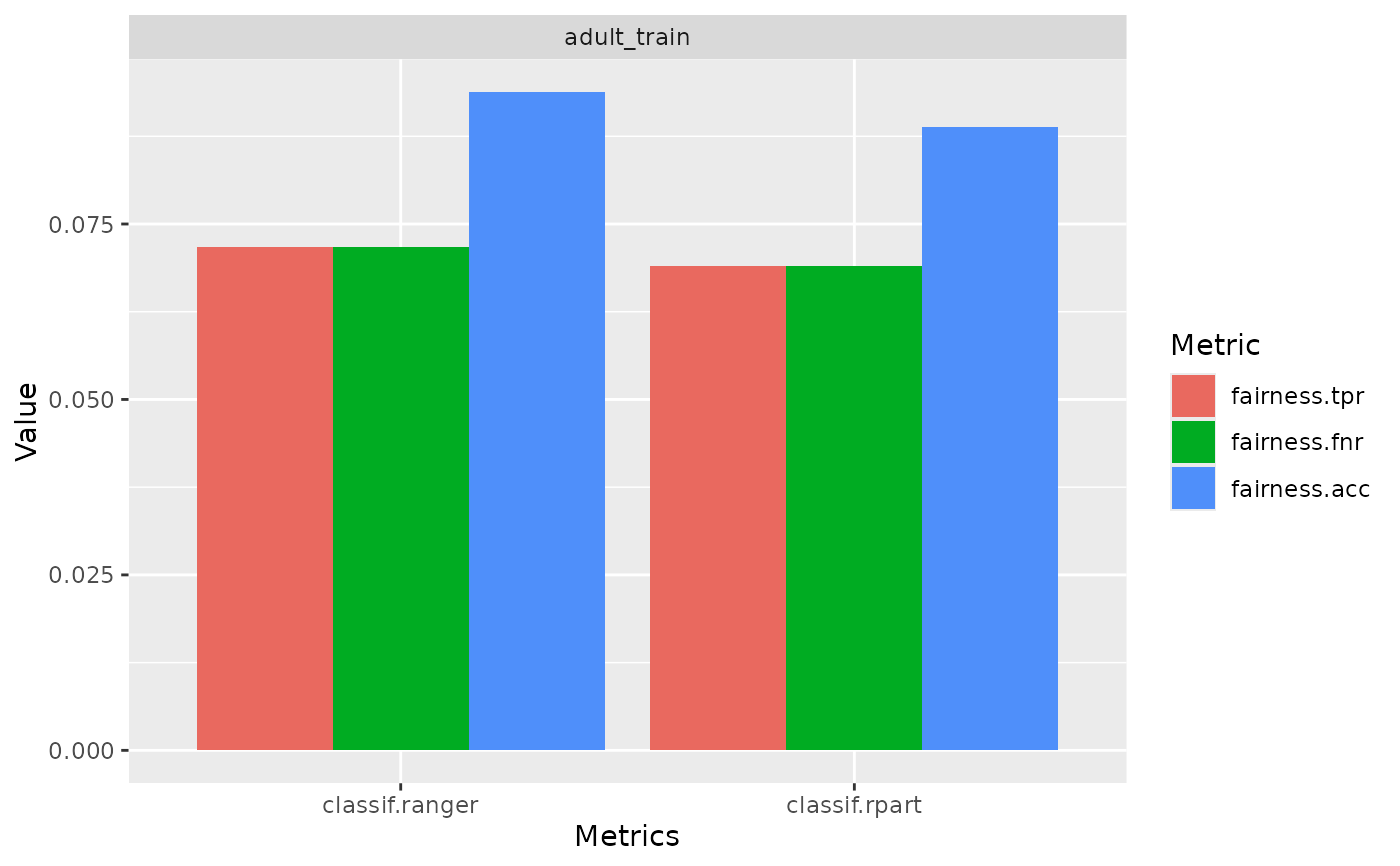 adult_train
0.075
0.050
0.025
0.000
Value
classif.ranger
classif.rpart
Metrics
Metric
fairness.tpr
fairness.fnr
fairness.acc